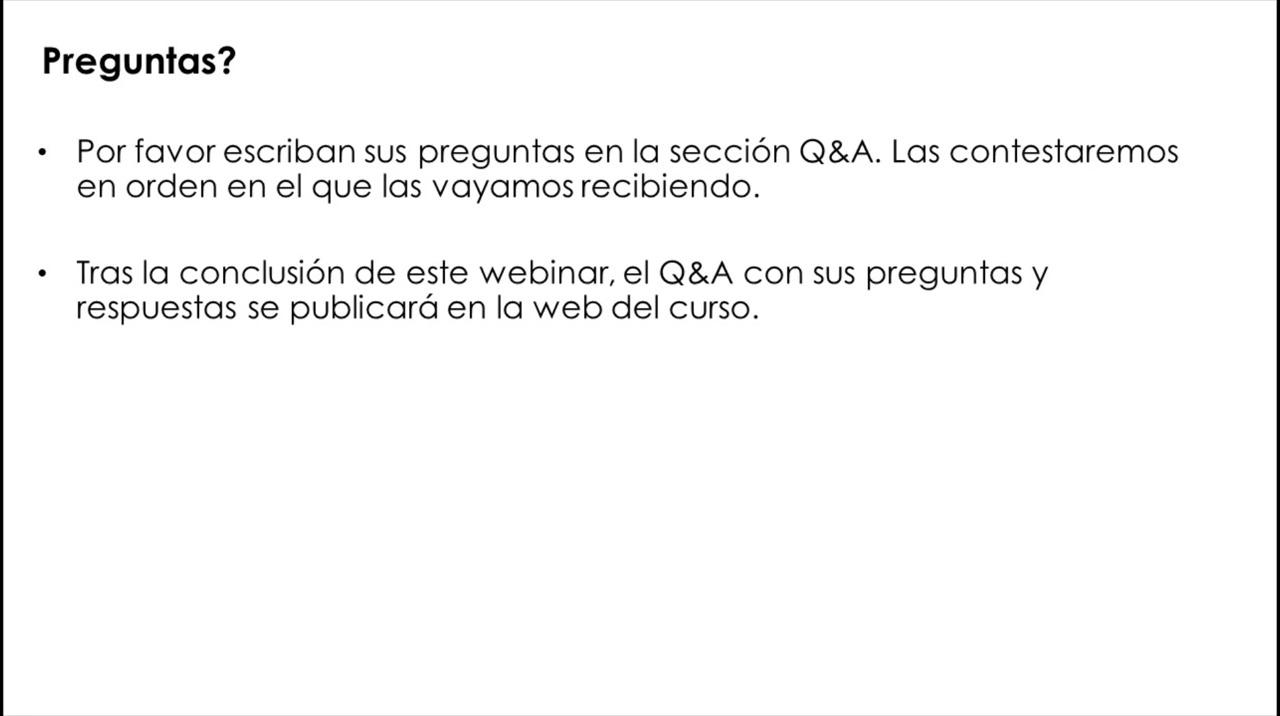 Preguntas?
• Por favor escriban sus preguntas en la sección Q&A. Las contestaremos
en orden en el que las vayamos recibiendo.
• Tras la conclusión de este webinar, el Q&A con sus preguntas y
respuestas se publicará en la web del curso.